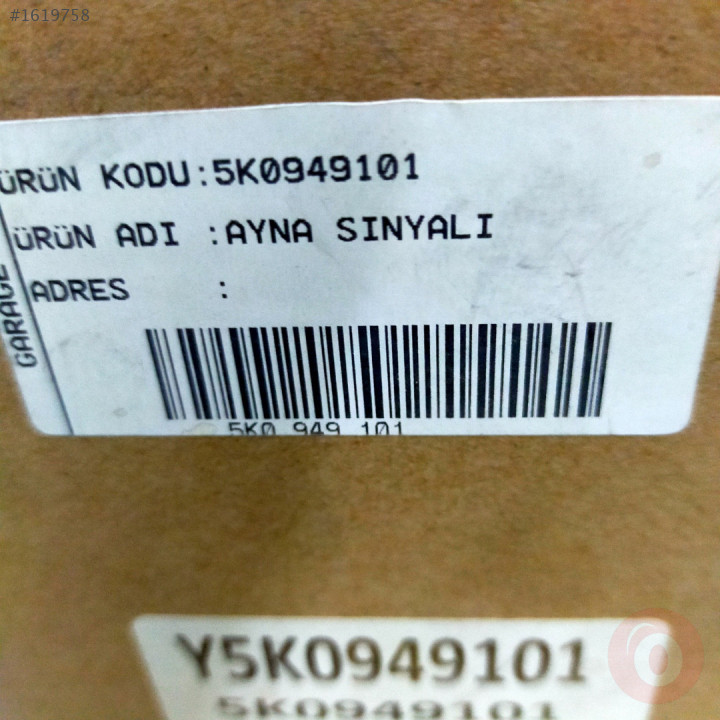 #1619758
ÜRÜN KODU:5K0949101
ÜRÜN ADI :AYNA SINYALI
ADRES :
GARAGE
5K0 949 101
Y5K0949101
5K0949101